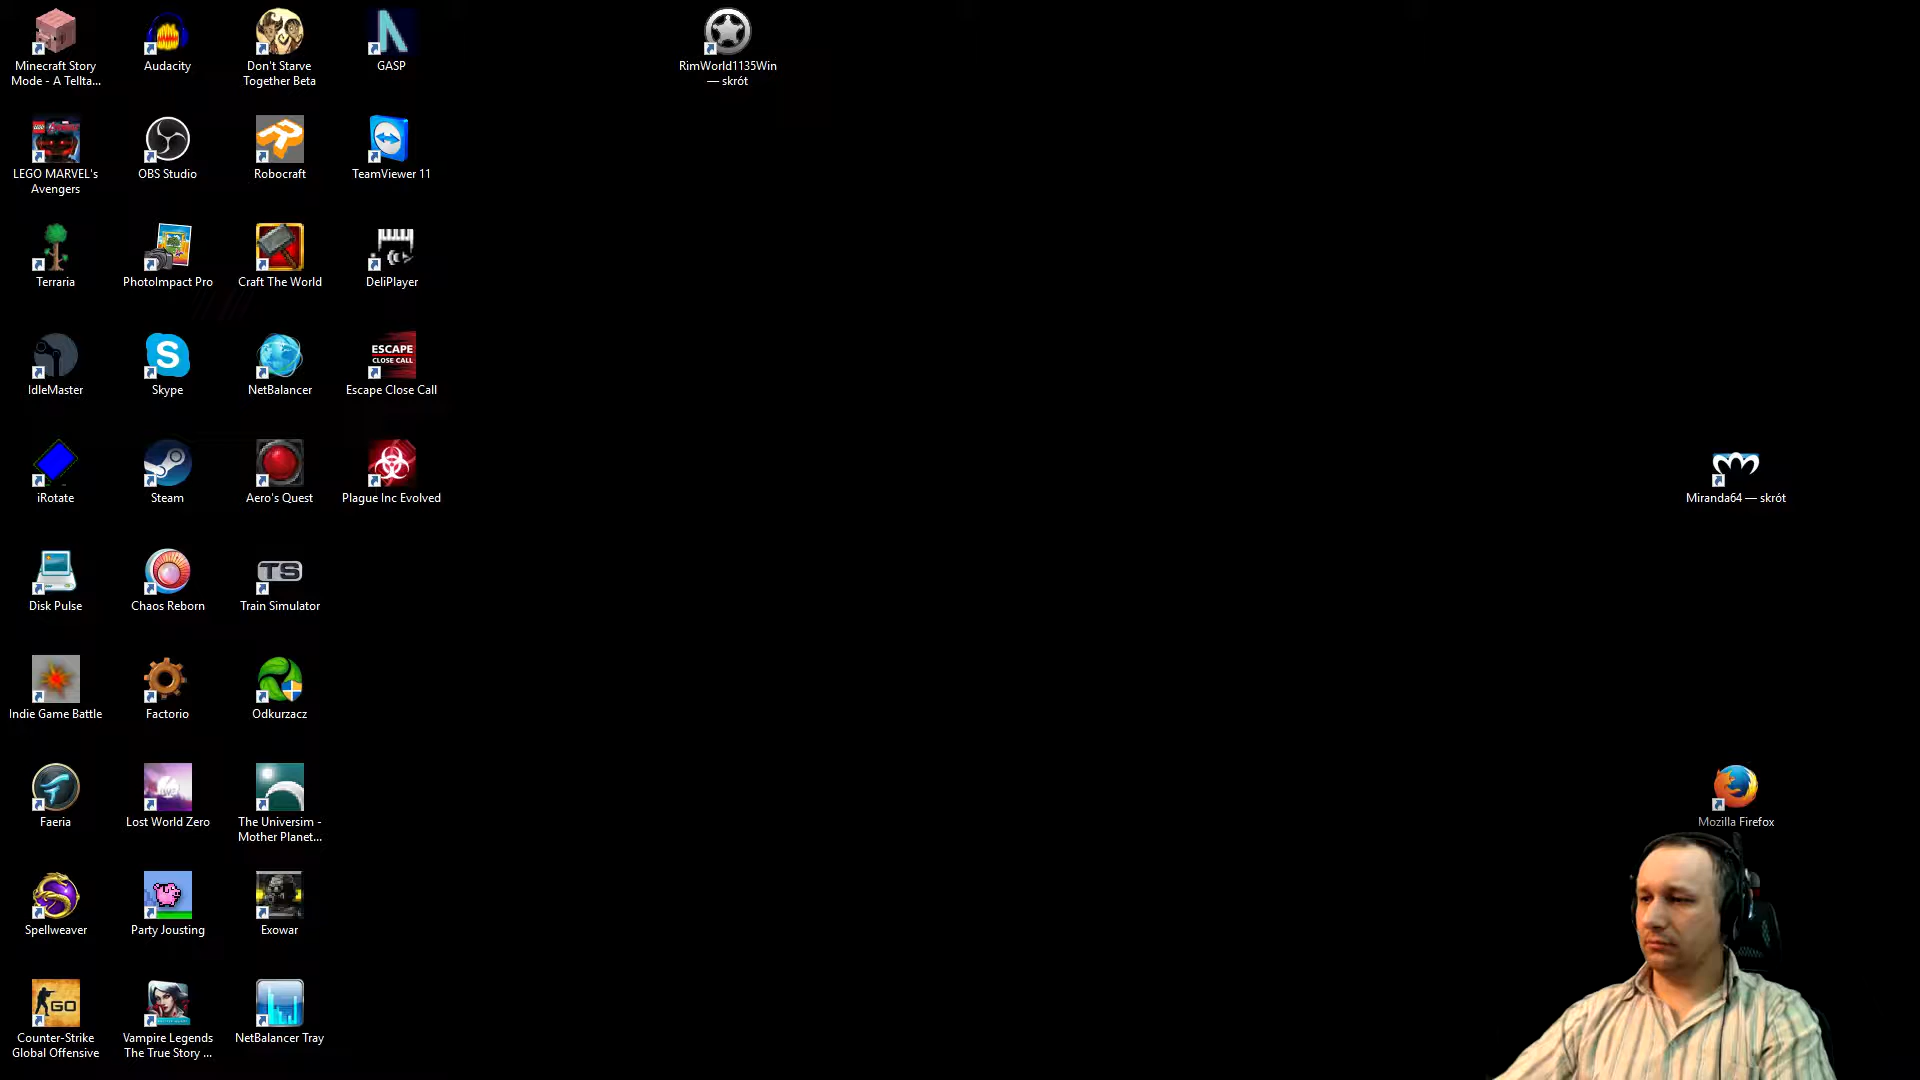 Minecraft Story
Mode - A Tellta...
Audacity
Don't Starve
Together Beta
GASP
RimWorld1135Win
— skrót
LEGO MARVEL's
Avengers
OBS Studio
Robocraft
TeamViewer 11
Terraria
PhotoImpact Pro
Craft The World
DeliPlayer
IdleMaster
Skype
NetBalancer
ESCAPE
CLOSE CALL
Escape Close Call
iRotate
Steam
Aero's Quest
Plague Inc Evolved
Miranda64 — skrót
Disk Pulse
Chaos Reborn
TS
Train Simulator
Indie Game Battle
Factorio
Odkurzacz
Faeria
Lost World Zero
The Universim -
Mother Planet...
Mozilla Firefox
Spellweaver
Party Jousting
Exowar
GO
Counter-Strike
Global Offensive
Vampire Legends
The True Story ...
NetBalancer Tray